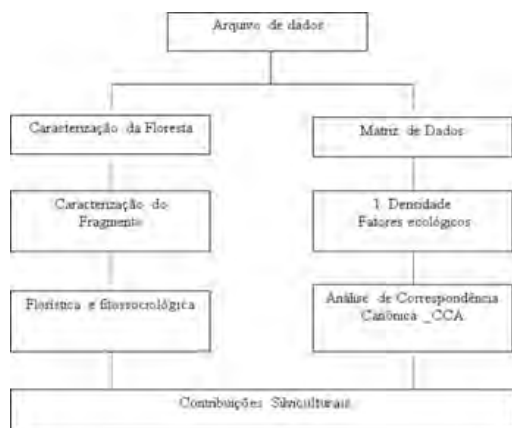 Arquivo de dados
Caracterização da Floresta
Matriz de Dados
Caracterização do
Fragmento
1 Densidade
Fatores ecológicos
Florística e fitossociológica
Análise de Correspondência
Canônica _CCA
Contribuições Silviculturais